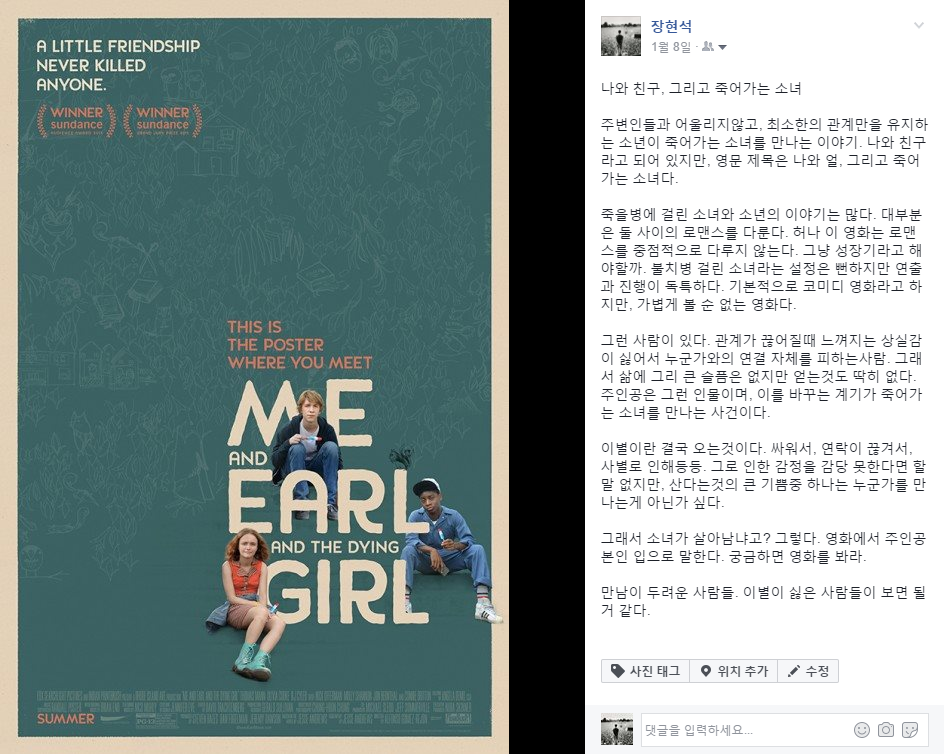 A LITTLE FRIENDSHIP
NEVER KILLED
ANYONE.
WINNER
sundance
WINNER
sundance
THIS IS
THE POSTER
WHERE YOU MEET
ME
AND
EARL
AND THE DYING
GIRL
SUMMER
장현석
1월 8일 ·
나와 친구, 그리고 죽어가는 소녀
주변인들과 어울리지않고, 최소한의 관계만을 유지하
는 소년이 죽어가는 소녀를 만나는 이야기. 나와 친구
라고 되어 있지만, 영문 제목은 나와 얼, 그리고 죽어
가는 소녀다.
죽을병에 걸린 소녀와 소년의 이야기는 많다. 대부분
은 둘 사이의 로맨스를 다룬다. 허나 이 영화는 로맨
스를 중점적으로 다루지 않는다. 그냥 성장기라고 해
야할까. 불치병 걸린 소녀라는 설정은 뻔하지만 연출
과 진행이 독특하다. 기본적으로 코미디 영화라고 하
지만, 가볍게 볼 순 없는 영화다.
그런 사람이 있다. 관계가 끊어질때 느껴지는 상실감
이 싫어서 누군가와의 연결 자체를 피하는사람. 그래
서 삶에 그리 큰 슬픔은 없지만 얻는것도 딱히 없다.
주인공은 그런 인물이며, 이를 바꾸는 계기가 죽어가
는 소녀를 만나는 사건이다.
이별이란 결국 오는것이다. 싸워서, 연락이 끊겨서,
사별로 인해등등. 그로 인한 감정을 감당 못한다면 할
말 없지만, 산다는것의 큰 기쁨중 하나는 누군가를 만
나는게 아닌가 싶다.
그래서 소녀가 살아남냐고? 그렇다. 영화에서 주인공
본인 입으로 말한다. 궁금하면 영화를 봐라.
만남이 두려운 사람들. 이별이 싫은 사람들이 보면 될
거 같다.
사진 태그
위치 추가
수정
댓글을 입력하세요...